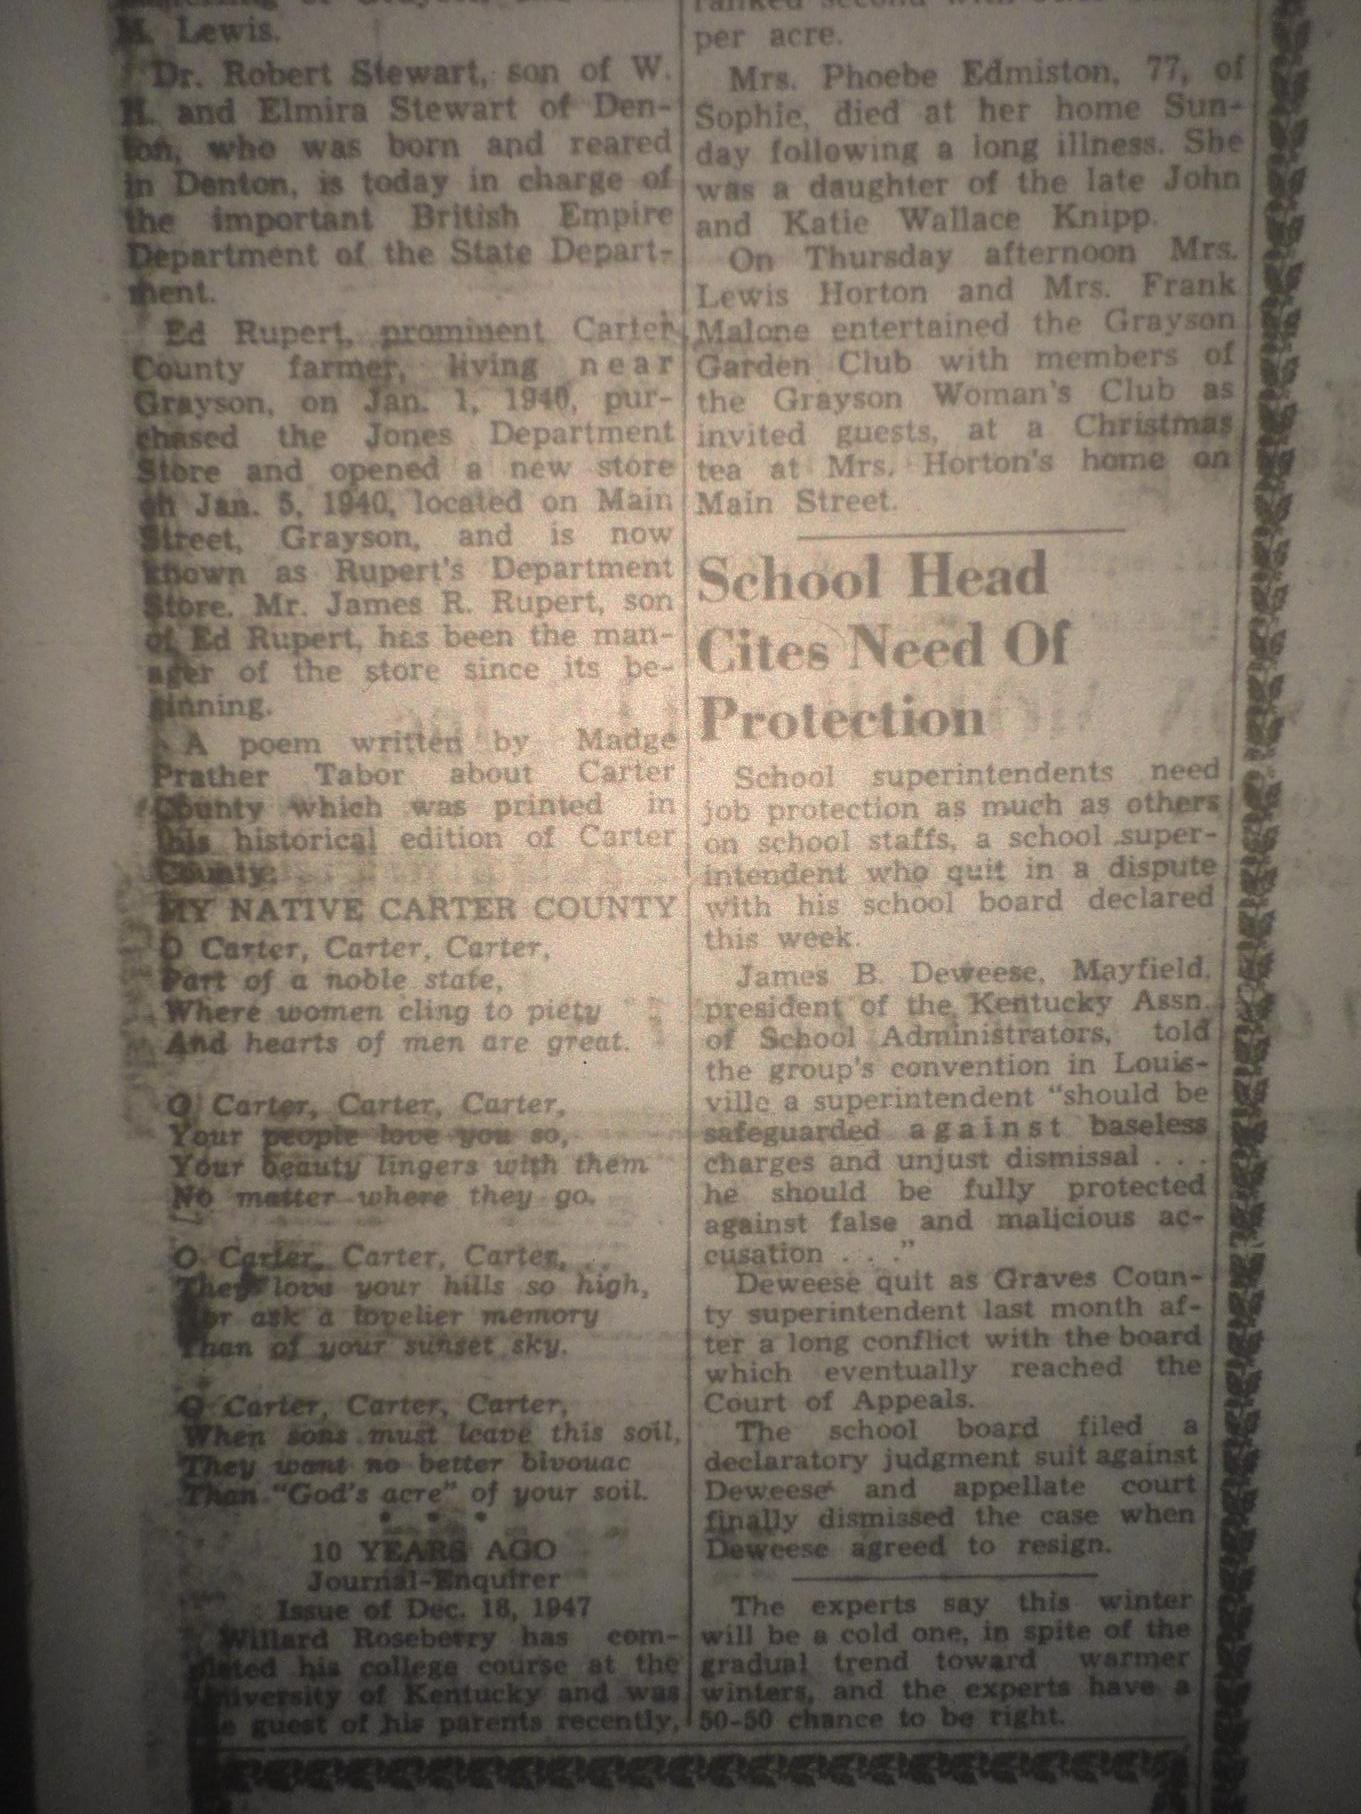 Lewis.
Dr. Robert Stewart, son of W.
H. and Elmira Stewart of Den-
ton, who was born and reared
in Denton, is today in charge of
the important British Empire
Department of the State Depart-
ment.
Ed Rupert, prominent Carter
County farmer, living near
Grayson, on Jan. 1, 1940, pur-
chased the Jones Department
Store and opened a new store
on Jan. 5, 1940, located on Main
Street, Grayson, and is now
known as Rupert's Department
Store. Mr. James R. Rupert, son
of Ed Rupert, has been the man-
ager of the store since its be-
ginning.
A poem written by Madge
Prather Tabor about Carter
County which was printed in
this historical edition of Carter
County:
MY NATIVE CARTER COUNTY
O Carter, Carter, Carter,
Part of a noble state,
Where women cling to piety
And hearts of men are great.
O Carter, Carter, Carter,
Your people love you so,
Your beauty lingers with them
No matter where they go.
O Carter, Carter, Carter,
They love your hills so high,
Nor ask a lovelier memory
Than of your sunset sky.
O Carter, Carter, Carter,
When sons must leave this soil,
They want no better bivouac
Than "God's acre" of your soil.
* * *
10 YEARS AGO
Journal-Enquirer
Issue of Dec. 18, 1947
Willard Roseberry has com-
pleted his college course at the
University of Kentucky and was
the guest of his parents recently,
per acre.
Mrs. Phoebe Edmiston, 77, of
Sophie, died at her home Sun-
day following a long illness. She
was a daughter of the late John
and Katie Wallace Knipp.
On Thursday afternoon Mrs.
Lewis Horton and Mrs. Frank
Malone entertained the Grayson
Garden Club with members of
the Grayson Woman's Club as
invited guests, at a Christmas
tea at Mrs. Horton's home on
Main Street.
School Head
Cites Need Of
Protection
School superintendents need
job protection as much as others
on school staffs, a school super-
intendent who quit in a dispute
with his school board declared
this week.
James B. Deweese, Mayfield,
president of the Kentucky Assn.
of School Administrators, told
the group's convention in Louis-
ville a superintendent "should be
safeguarded against baseless
charges and unjust dismissal . . .
he should be fully protected
against false and malicious ac-
cusation . . ."
Deweese quit as Graves Coun-
ty superintendent last month af-
ter a long conflict with the board
which eventually reached the
Court of Appeals.
The school board filed a
declaratory judgment suit against
Deweese and appellate court
finally dismissed the case when
Deweese agreed to resign.
The experts say this winter
will be a cold one, in spite of the
gradual trend toward warmer
winters, and the experts have a
50-50 chance to be right.